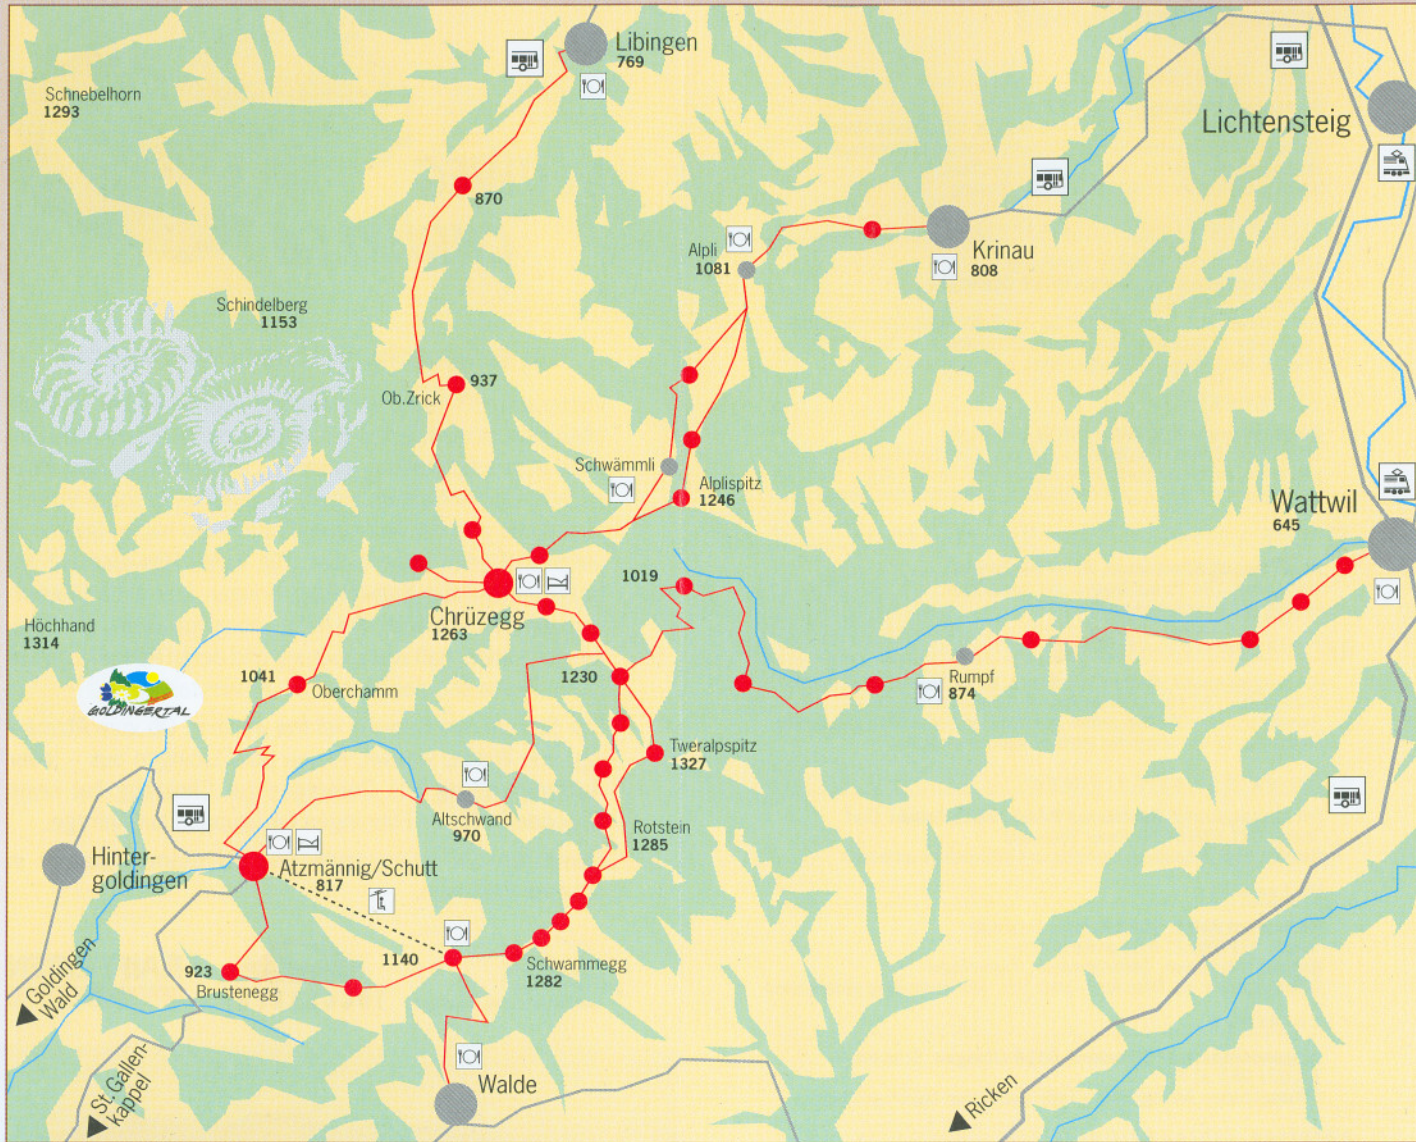 Libingen
769
Schnebelhorn
1293
Lichtensteig
870
Krinau
808
Alpli
1081
Schindelberg
1153
937
Ob.Zrick
Schwämmli
Alplispitz
1246
Wattwil
645
1019
Chrüzegg
1263
Höchhand
1314
1041
Oberchamm
GOLDINGERTAL
1230
Rumpf
874
Tweralpspitz
1327
Altschwand
970
Rotstein
1285
Hinter-
goldingen
Atzmännig/Schutt
817
1140
Schwammegg
1282
923
Brustenegg
Goldingen
Wald
St.Gallen-
kappel
Walde
Ricken